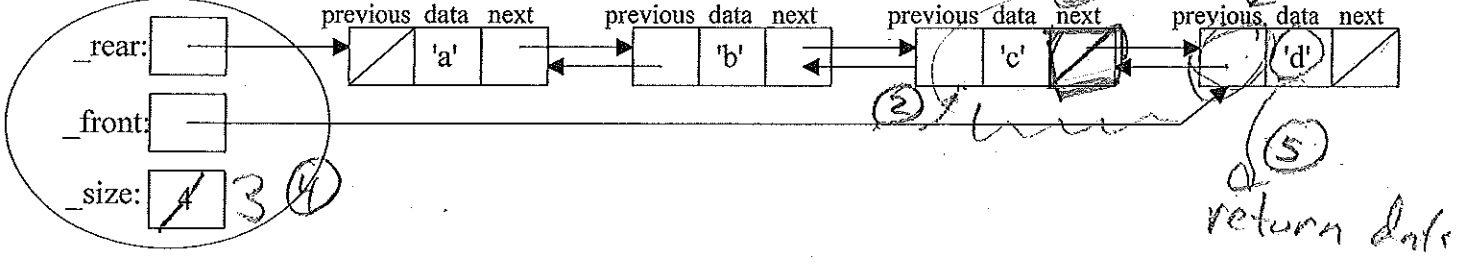 previous data next previous data next previous data next previous data next
_rear: 'a' 'b' 'c' 'd'
_front: 2
5
_size: 4 3 4
return